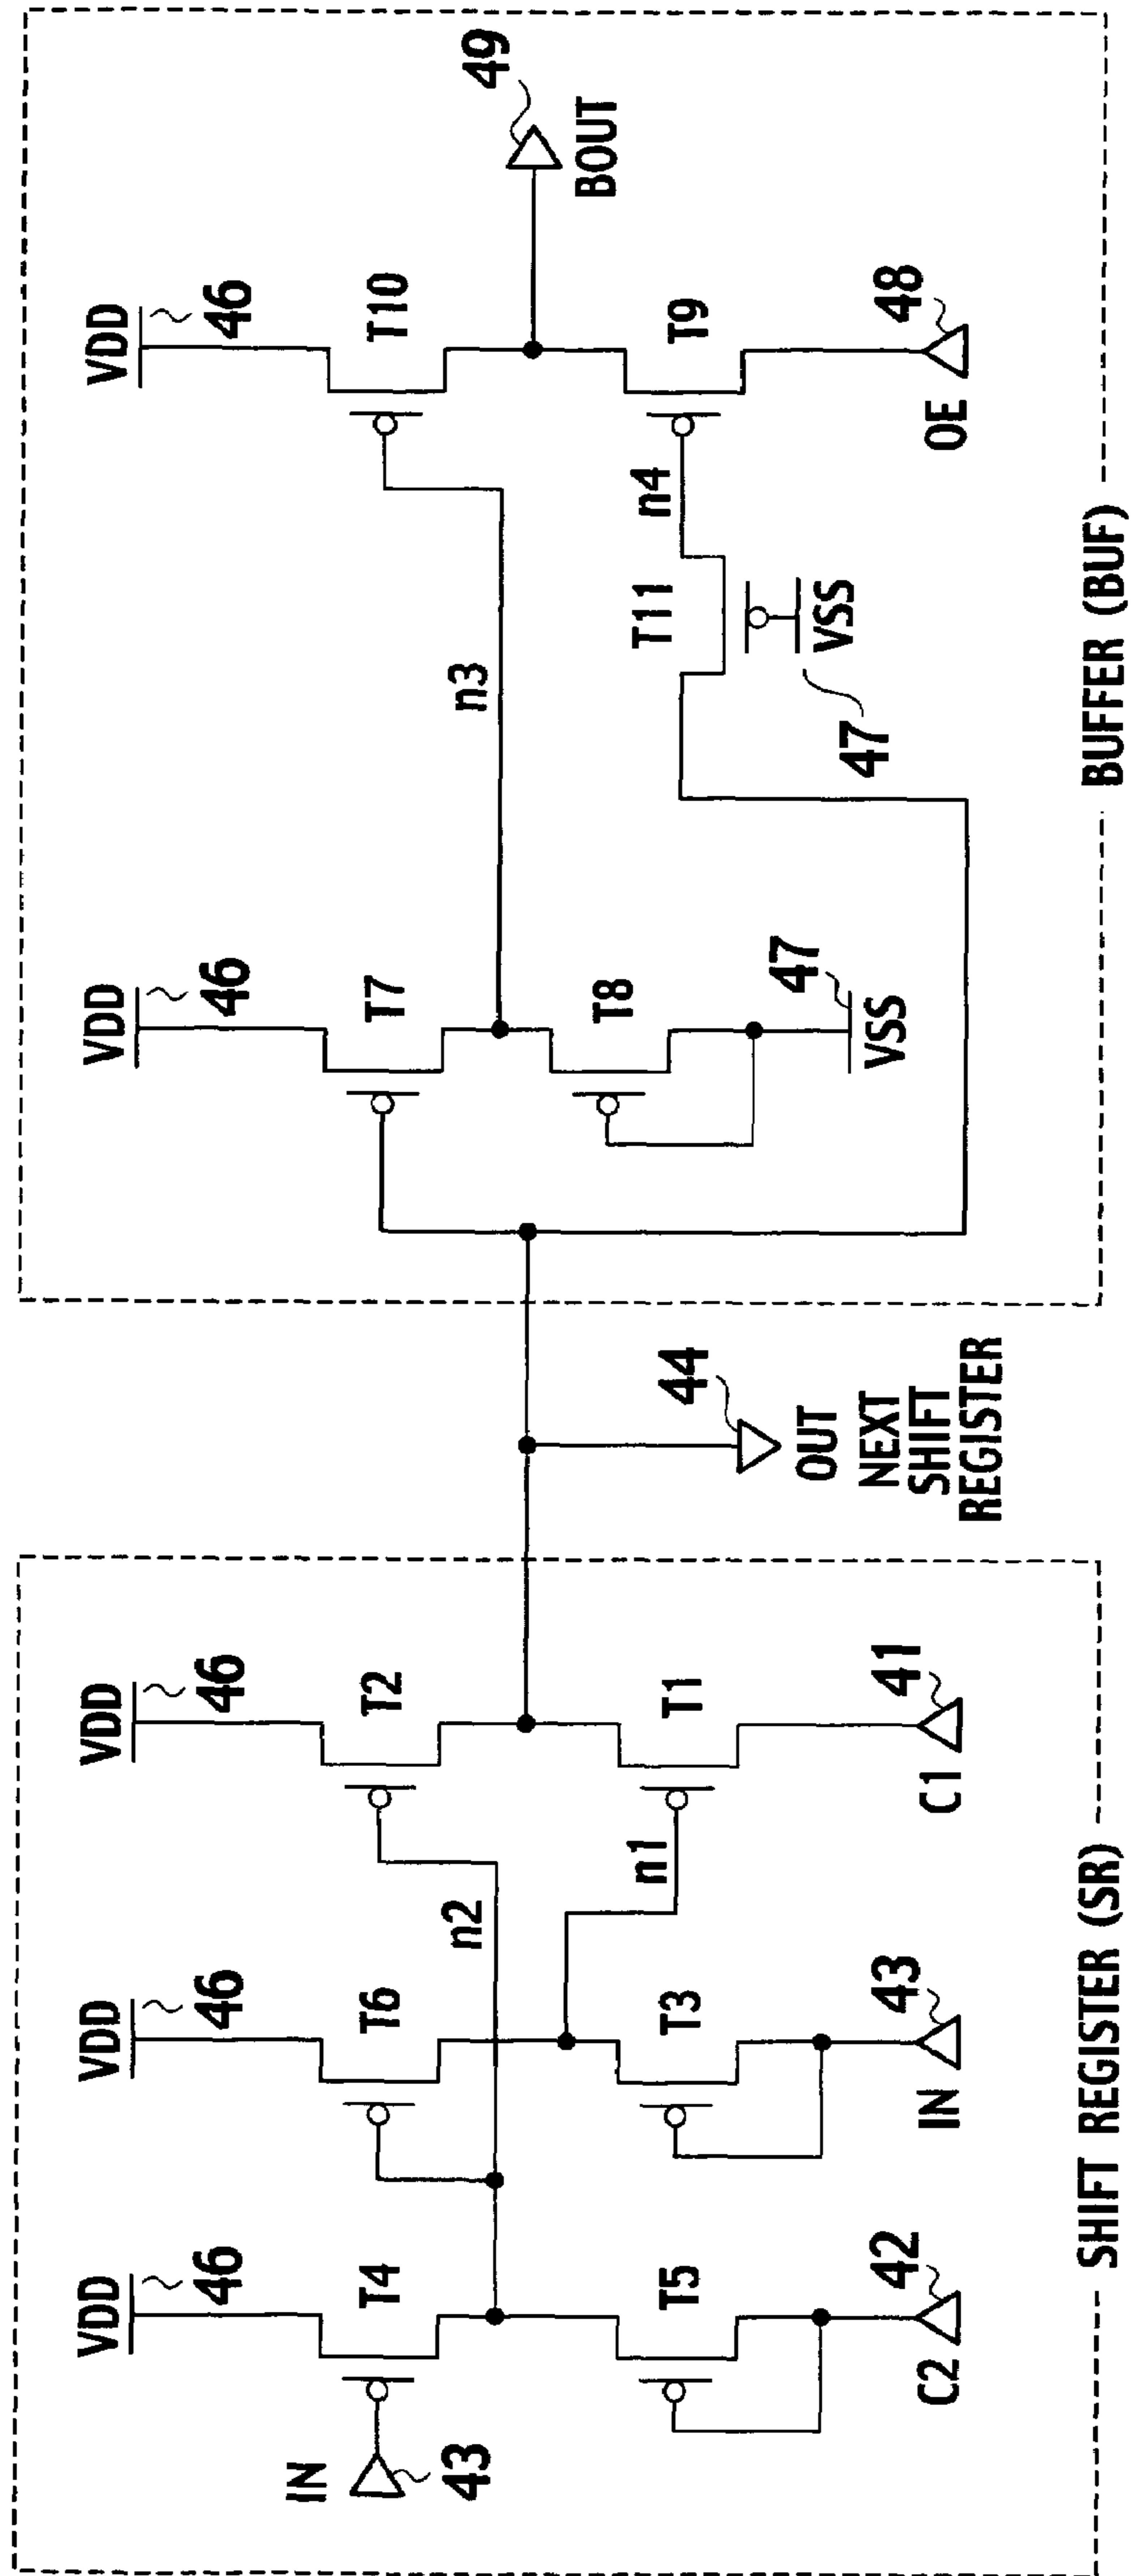 VDD
46
VDD
46
VDD
46
T4
T6
T2
n2
IN
43
n1
T5
T3
T1
C2
42
IN
43
C1
41
SHIFT REGISTER (SR)
44
OUT
NEXT
SHIFT
REGISTER
VDD
46
VDD
46
T7
T10
n3
49
BOUT
T8
T11
n4
T9
47
VSS
47
VSS
OE
48
BUFFER (BUF)